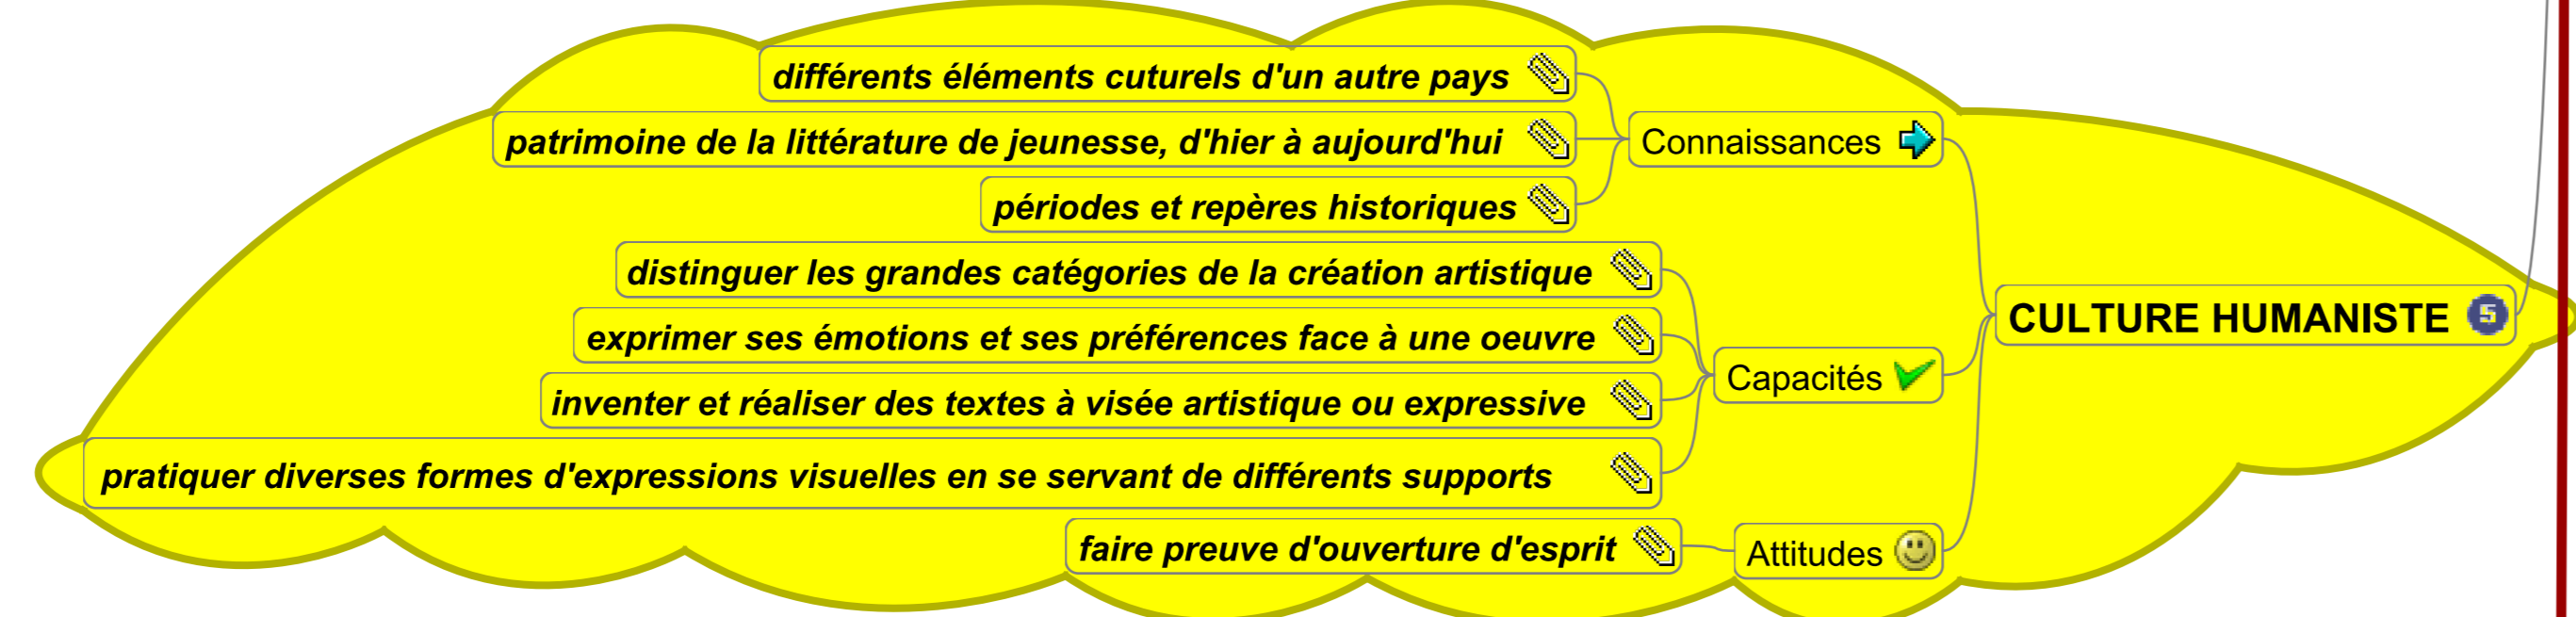 différents éléments cuturels d'un autre pays
patrimoine de la littérature de jeunesse, d'hier à aujourd'hui
Connaissances
périodes et repères historiques
distinguer les grandes catégories de la création artistique
CULTURE HUMANISTE 5
exprimer ses émotions et ses préférences face à une oeuvre
Capacités
inventer et réaliser des textes à visée artistique ou expressive
pratiquer diverses formes d'expressions visuelles en se servant de différents supports
faire preuve d'ouverture d'esprit
Attitudes